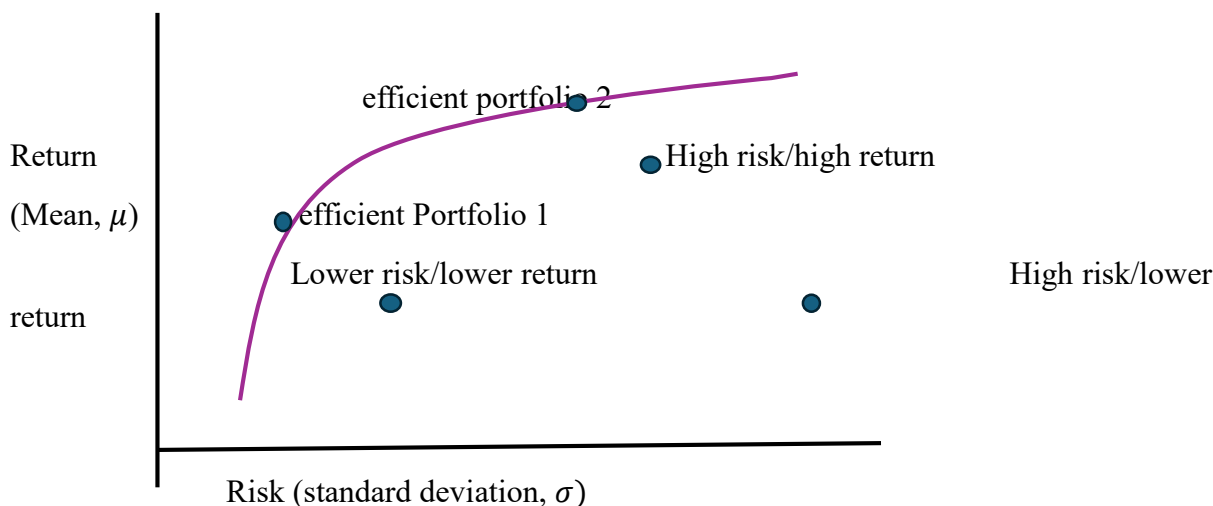 efficient portfolio 2
Return High risk/high return
(Mean, 𝜇) efficient Portfolio 1
Lower risk/lower return High risk/lower
return
Risk (standard deviation, 𝜎)